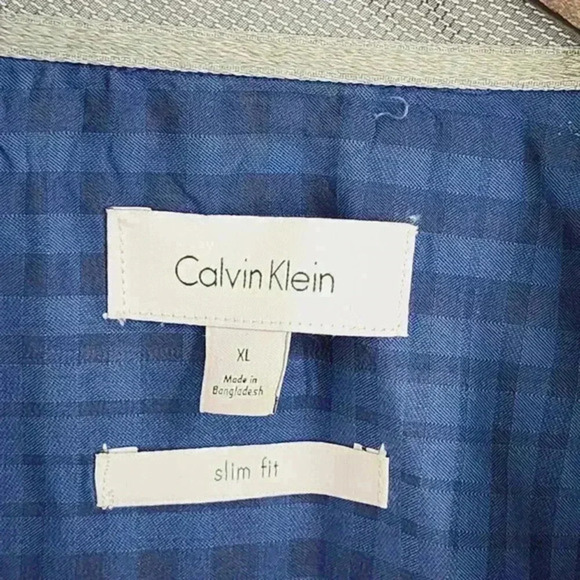 Calvin Klein
XL
Made in
Bangladesh
slim fit